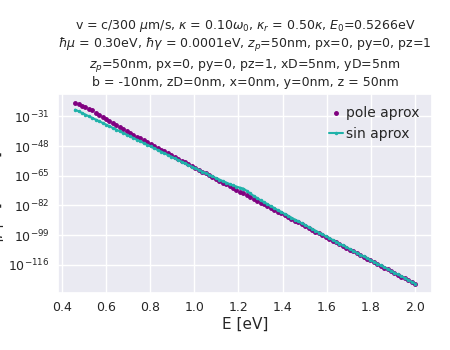 v = c/300 μm/s, κ = 0.10ω₀, κᵣ = 0.50κ, E₀=0.5266eV
ħμ = 0.30eV, ħγ = 0.0001eV, zₚ=50nm, px=0, py=0, pz=1
zₚ=50nm, px=0, py=0, pz=1, xD=5nm, yD=5nm
b = -10nm, zD=0nm, x=0nm, y=0nm, z = 50nm
pole aprox
sin aprox
10⁻³¹
10⁻⁴⁸
10⁻⁶⁵
10⁻⁸²
10⁻⁹⁹
10⁻¹¹⁶
0.4 0.6 0.8 1.0 1.2 1.4 1.6 1.8 2.0
E [eV]